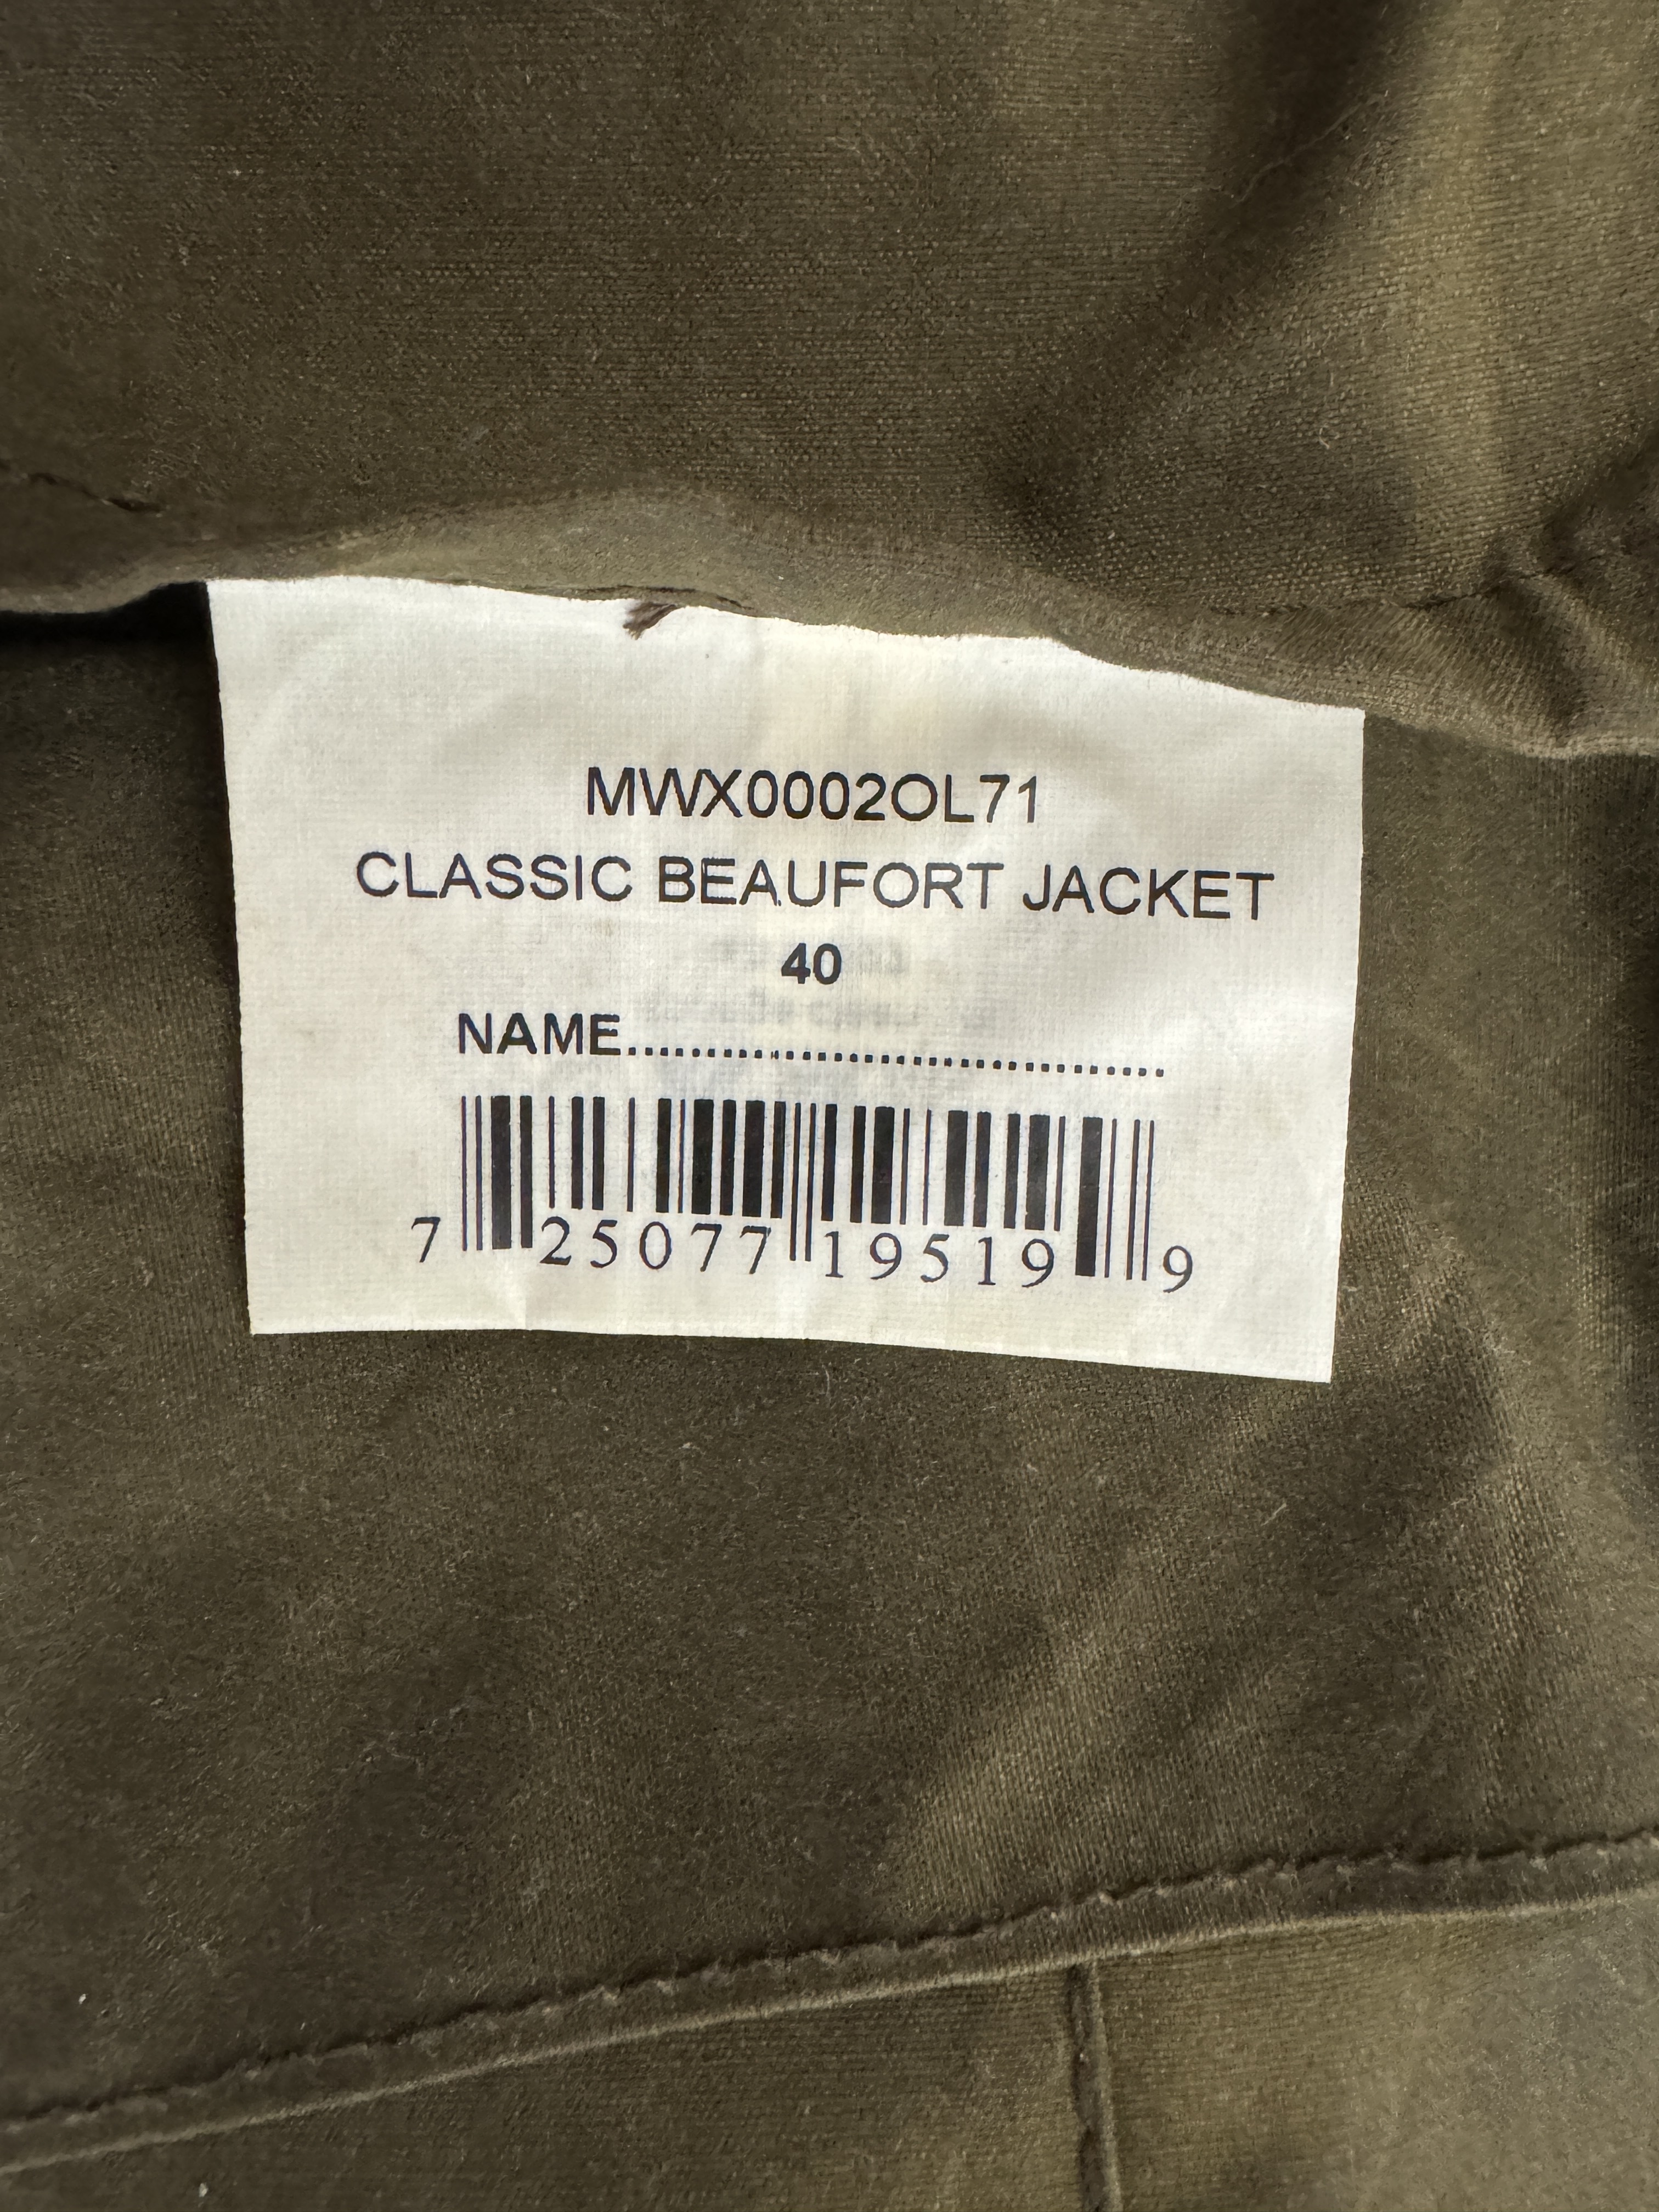 MWX0002OL71
CLASSIC BEAUFORT JACKET
40
NAME..................................
7 25077 19519 9